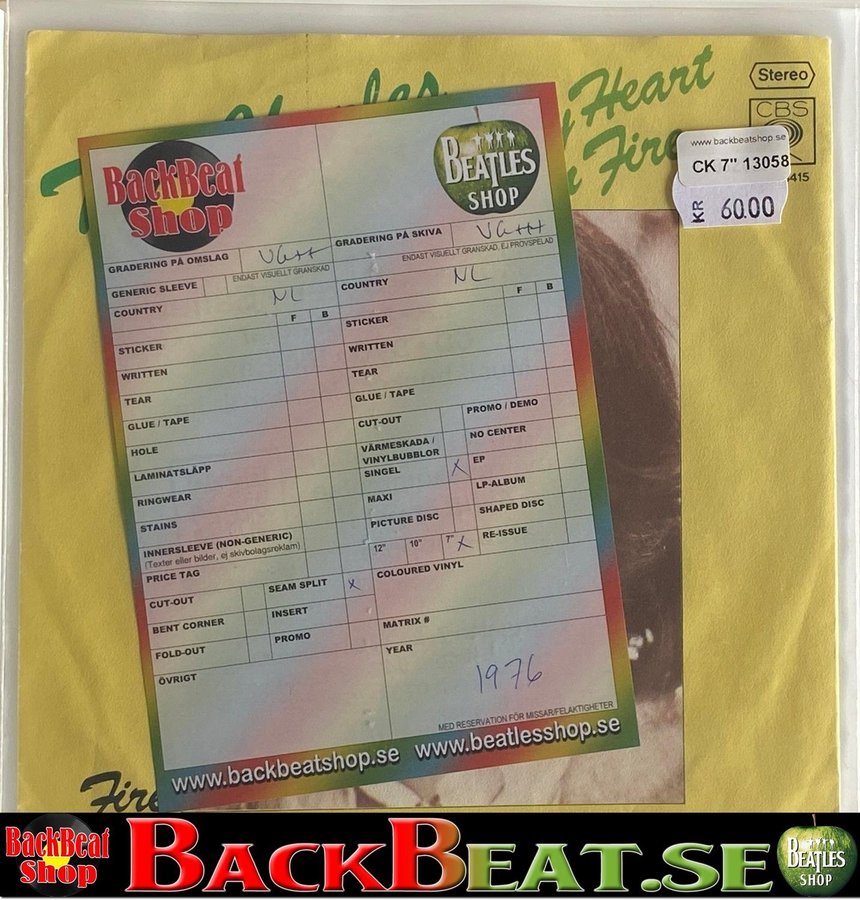 Heart
Fire
Stereo
CBS
415
www.backbeatshop.se
CK 7" 13058
KR 60.00
BackBeat
Shop
BEATLES
SHOP
GRADERING PÅ OMSLAG VG++
ENDAST VISUELLT GRANSKAD
GENERIC SLEEVE
COUNTRY NL
F B
STICKER
WRITTEN
TEAR
GLUE / TAPE
HOLE
LAMINATSLÄPP
RINGWEAR
STAINS
INNERSLEEVE (NON-GENERIC)
(Texter eller bilder, ej skivbolagsreklam)
PRICE TAG
CUT-OUT SEAM SPLIT X
BENT CORNER INSERT
FOLD-OUT PROMO
ÖVRIGT
GRADERING PÅ SKIVA VG+++
ENDAST VISUELLT GRANSKAD, EJ PROVSPELAD
COUNTRY NL
F B
STICKER
WRITTEN
TEAR
GLUE / TAPE
CUT-OUT PROMO / DEMO
VÄRMESKADA /
VINYLBUBBLOR NO CENTER
SINGEL X EP
MAXI LP-ALBUM
PICTURE DISC SHAPED DISC
12" 10" 7" X RE-ISSUE
COLOURED VINYL
MATRIX #
YEAR
1976
MED RESERVATION FÖR MISSAR/FELAKTIGHETER
www.backbeatshop.se www.beatlesshop.se
Fire
BackBeat
Shop
BACKBEAT.SE
BEATLES
SHOP